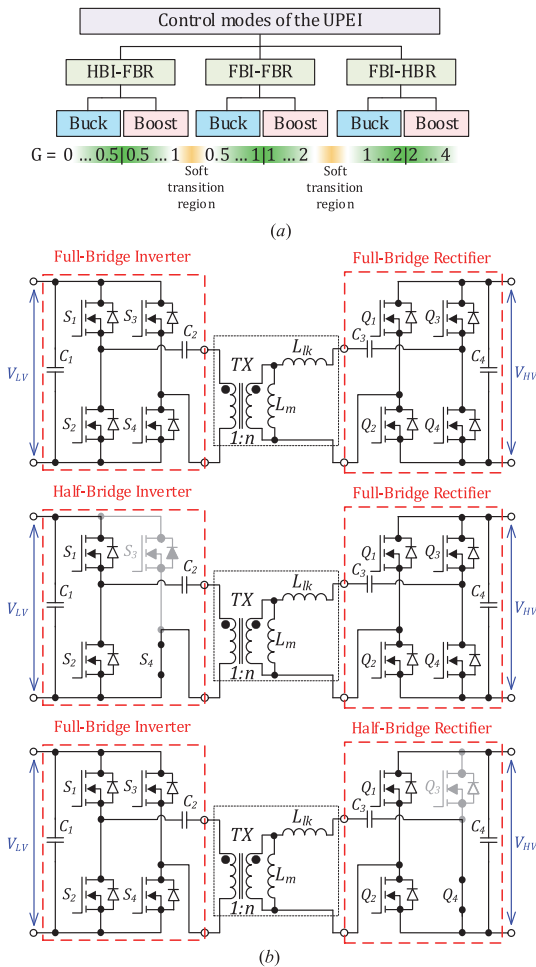 Control modes of the UPEI
HBI-FBR FBI-FBR FBI-HBR
Buck Boost Buck Boost Buck Boost
G = 0 ... 0.5 0.5 ... 1 0.5 ... 1 1 ... 2 1 ... 2 2 ... 4
Soft transition region
Soft transition region
(a)
Full-Bridge Inverter Full-Bridge Rectifier
S1 S3 Q1 Q3
C2 C3
C1 TX Llk C4
VLV Lm VHV
S2 S4 Q2 Q4
1:n
Half-Bridge Inverter Full-Bridge Rectifier
S1 S3 Q1 Q3
C2 C3
C1 TX Llk C4
VLV Lm VHV
S2 S4 Q2 Q4
1:n
Full-Bridge Inverter Half-Bridge Rectifier
S1 S3 Q1 Q3
C2 C3
C1 TX Llk C4
VLV Lm VHV
S2 S4 Q2 Q4
1:n
(b)